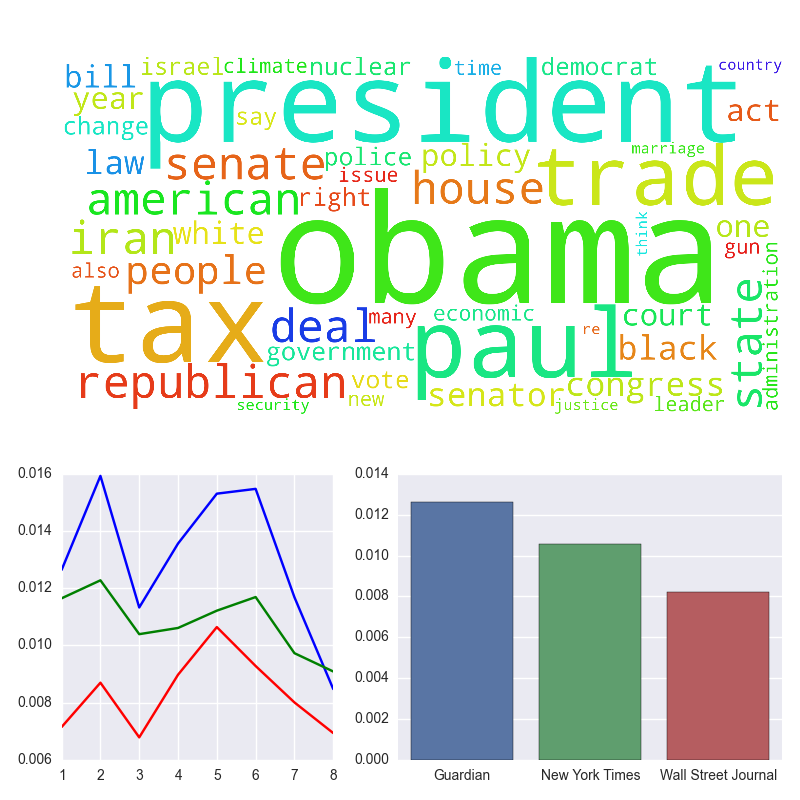 bill israel climate nuclear time democrat country
year change say president act
law senate police issue policy marriage trade
american right house
iran white obama think one gun
also people
tax deal many economic court state administration
government paul re black
republican vote new senator congress
security justice leader
0.016
0.014
0.012
0.010
0.008
0.006
1 2 3 4 5 6 7 8
0.014
0.012
0.010
0.008
0.006
0.004
0.002
0.000
Guardian New York Times Wall Street Journal